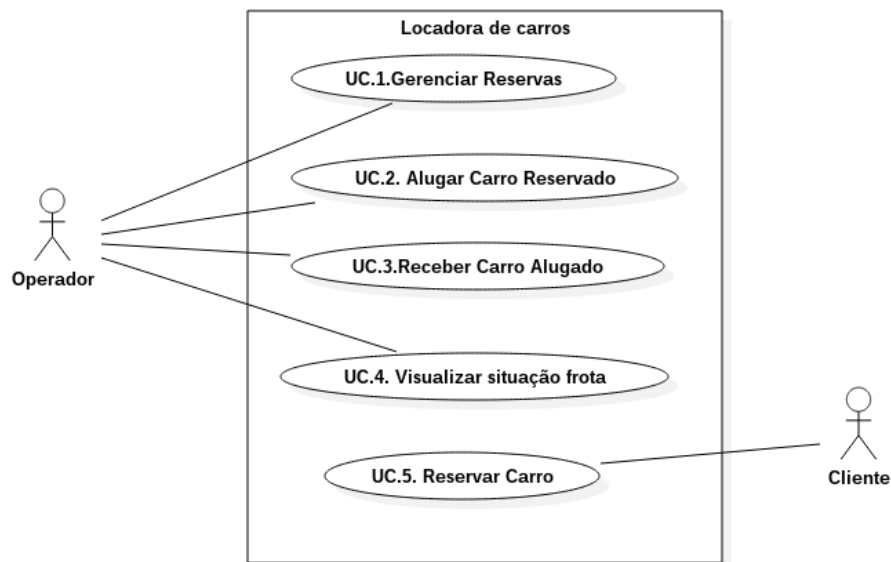 Locadora de carros
UC.1.Gerenciar Reservas
UC.2. Alugar Carro Reservado
UC.3.Receber Carro Alugado
Operador
UC.4. Visualizar situação frota
UC.5. Reservar Carro
Cliente